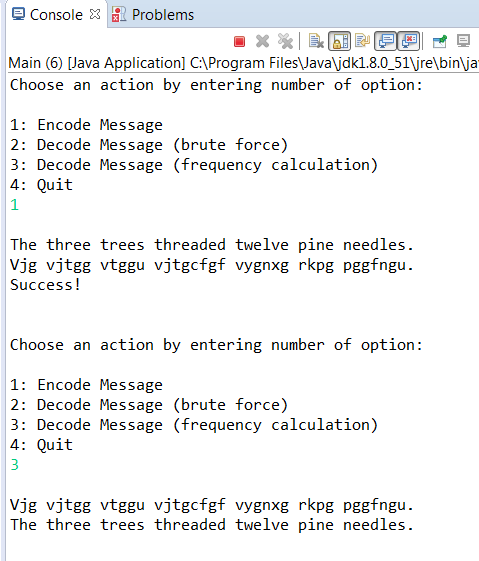 Console Problems
Main (6) [Java Application] C:\Program Files\Java\jdk1.8.0_51\jre\bin\ja
Choose an action by entering number of option:
1: Encode Message
2: Decode Message (brute force)
3: Decode Message (frequency calculation)
4: Quit
1
The three trees threaded twelve pine needles.
Vjg vjtgg vtggu vjtgcfgf vygnxg rkpg pggfngu.
Success!
Choose an action by entering number of option:
1: Encode Message
2: Decode Message (brute force)
3: Decode Message (frequency calculation)
4: Quit
3
Vjg vjtgg vtggu vjtgcfgf vygnxg rkpg pggfngu.
The three trees threaded twelve pine needles.